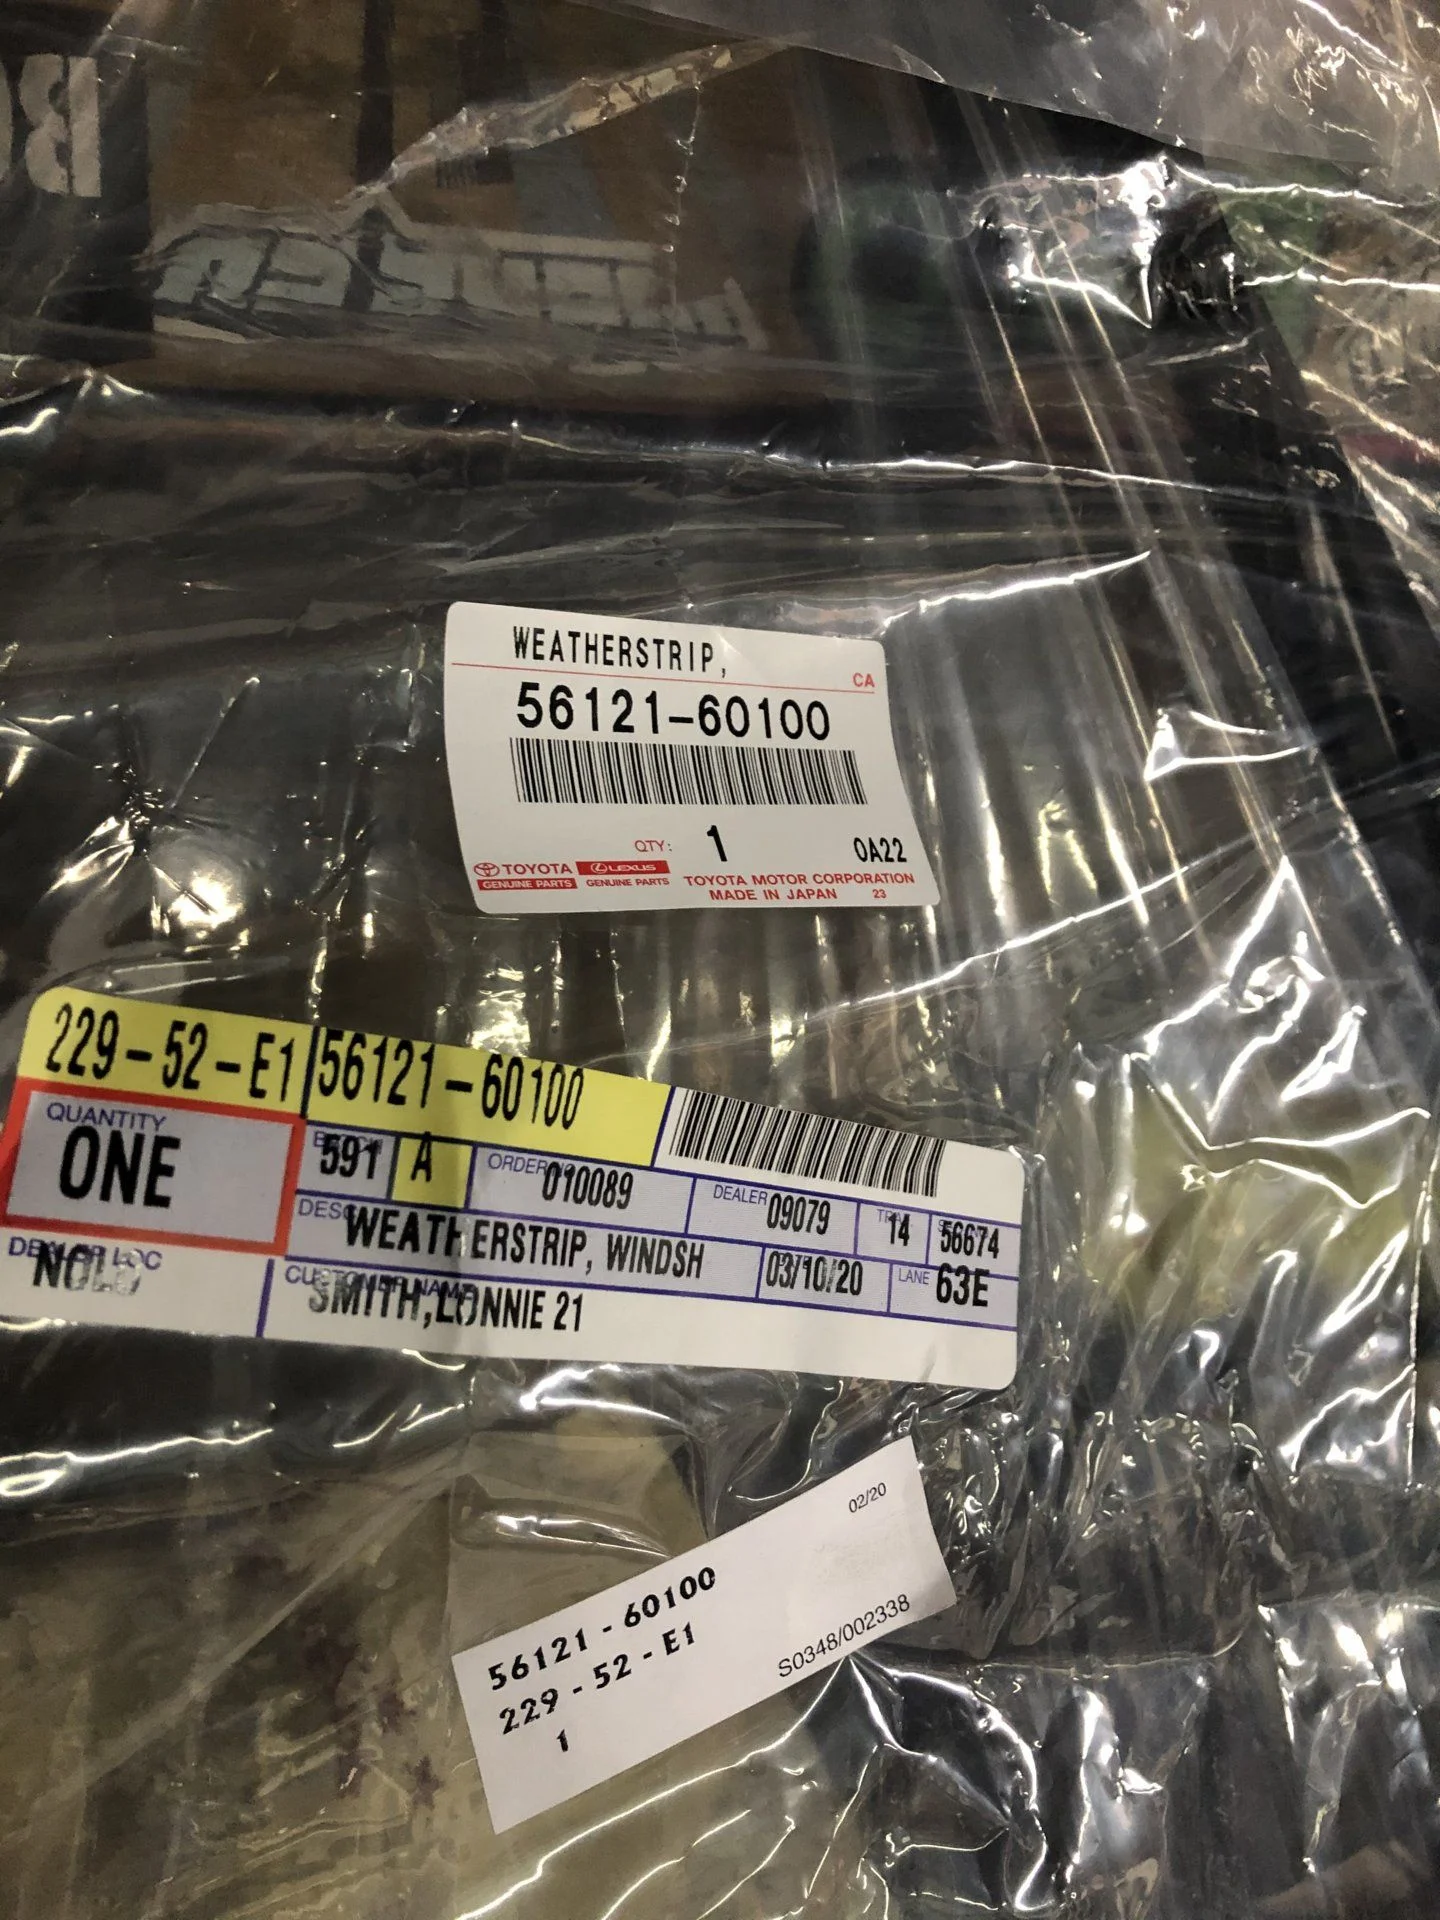 WEATHERSTRIP,
CA
56121-60100
QTY: 1 0A22
TOYOTA LEXUS
GENUINE PARTS GENUINE PARTS
TOYOTA MOTOR CORPORATION
MADE IN JAPAN 23
229-52-E1 56121-60100
QUANTITY
ONE
591 A
ORDER 010089
DEALER 09079
14
56674
WEATHERSTRIP, WINDSH
03/10/20
LANE 63E
DEALER LOC
CUSTOMER NAME
SMITH,LONNIE 21
02/20
56121 - 60100
229 - 52 - E1
1
S0348/002338